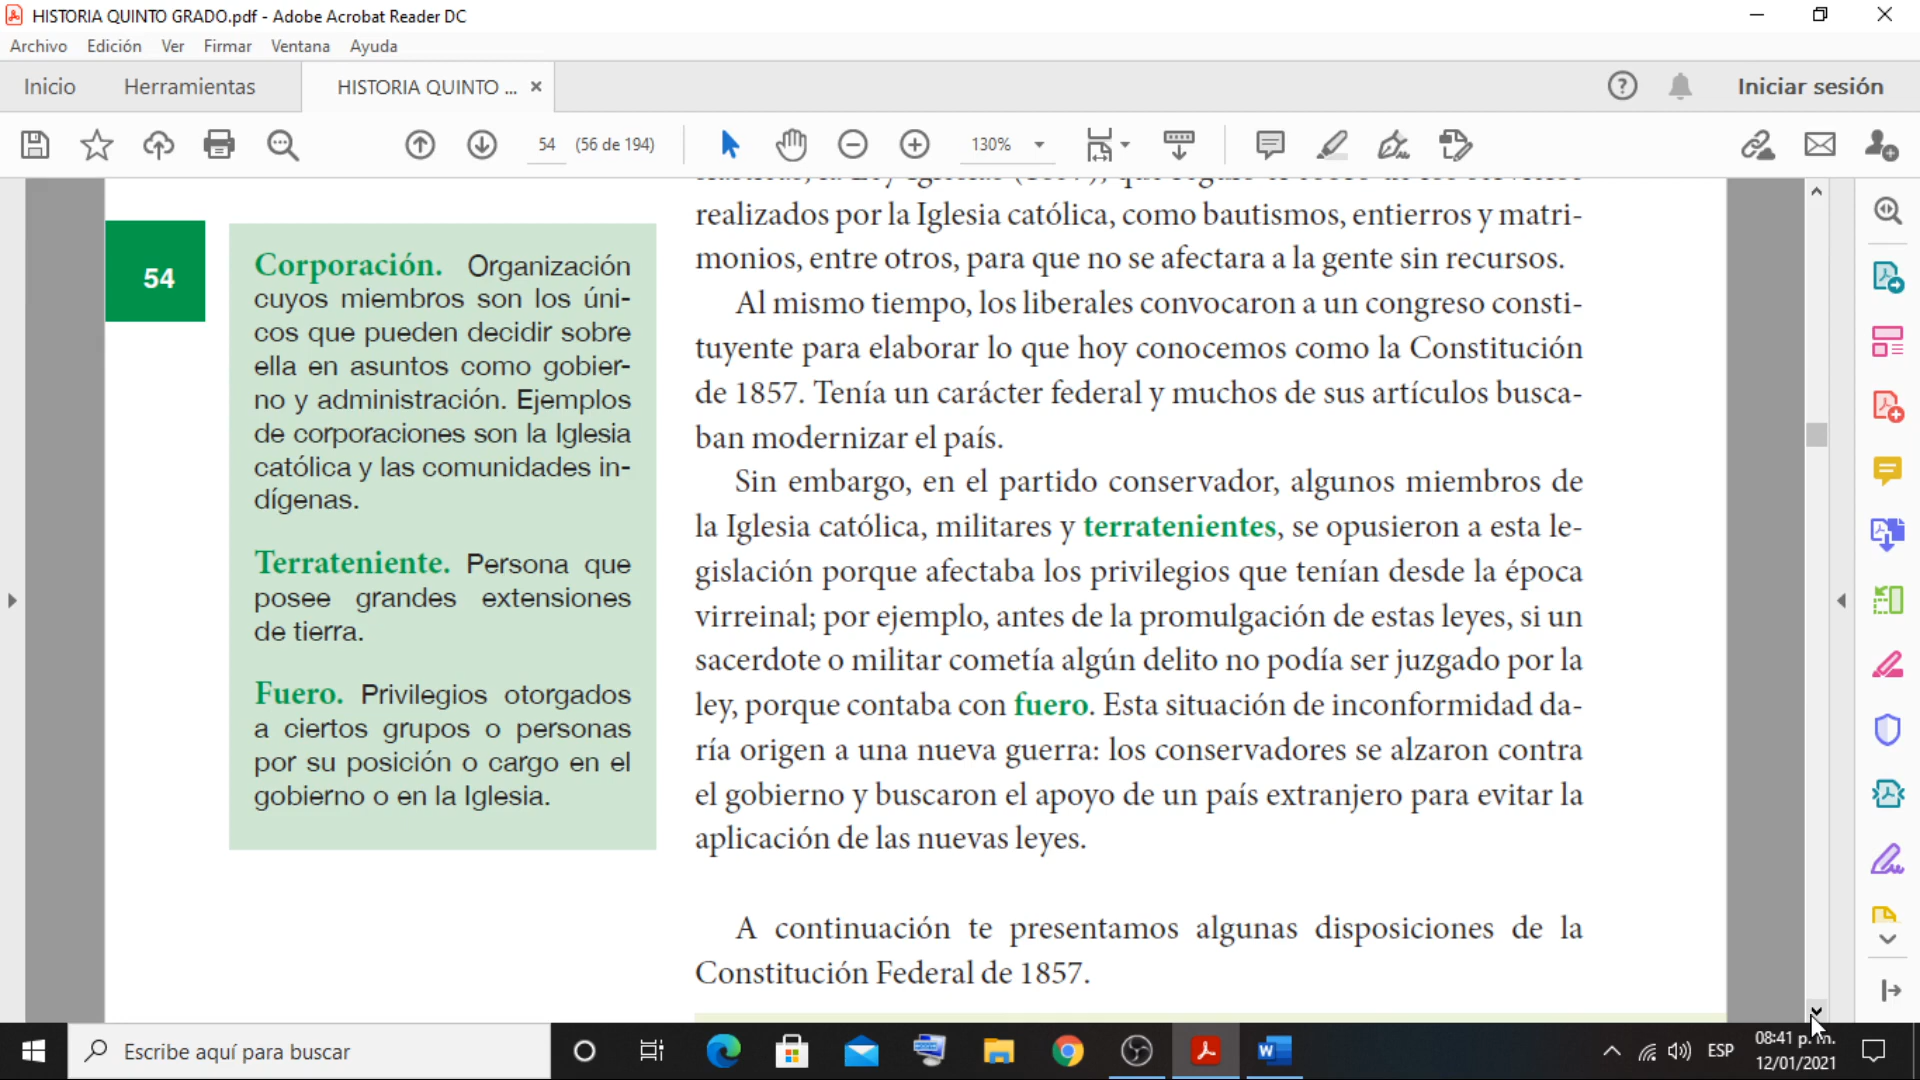 HISTORIA QUINTO GRADO.pdf - Adobe Acrobat Reader DC
Archivo Edición Ver Firmar Ventana Ayuda
Inicio Herramientas HISTORIA QUINTO ... × Iniciar sesión
54 (56 de 194) 130%
realizados por la Iglesia católica, como bautismos, entierros y matri-
monios, entre otros, para que no se afectara a la gente sin recursos.
Al mismo tiempo, los liberales convocaron a un congreso consti-
tuyente para elaborar lo que hoy conocemos como la Constitución
de 1857. Tenía un carácter federal y muchos de sus artículos busca-
ban modernizar el país.
Sin embargo, en el partido conservador, algunos miembros de
la Iglesia católica, militares y terratenientes, se opusieron a esta le-
gislación porque afectaba los privilegios que tenían desde la época
virreinal; por ejemplo, antes de la promulgación de estas leyes, si un
sacerdote o militar cometía algún delito no podía ser juzgado por la
ley, porque contaba con fuero. Esta situación de inconformidad da-
ría origen a una nueva guerra: los conservadores se alzaron contra
el gobierno y buscaron el apoyo de un país extranjero para evitar la
aplicación de las nuevas leyes.
A continuación te presentamos algunas disposiciones de la
Constitución Federal de 1857.
54
Corporación. Organización
cuyos miembros son los úni-
cos que pueden decidir sobre
ella en asuntos como gobier-
no y administración. Ejemplos
de corporaciones son la Iglesia
católica y las comunidades in-
dígenas.
Terrateniente. Persona que
posee grandes extensiones
de tierra.
Fuero. Privilegios otorgados
a ciertos grupos o personas
por su posición o cargo en el
gobierno o en la Iglesia.
Escribe aquí para buscar
ESP
08:41 p. m.
12/01/2021